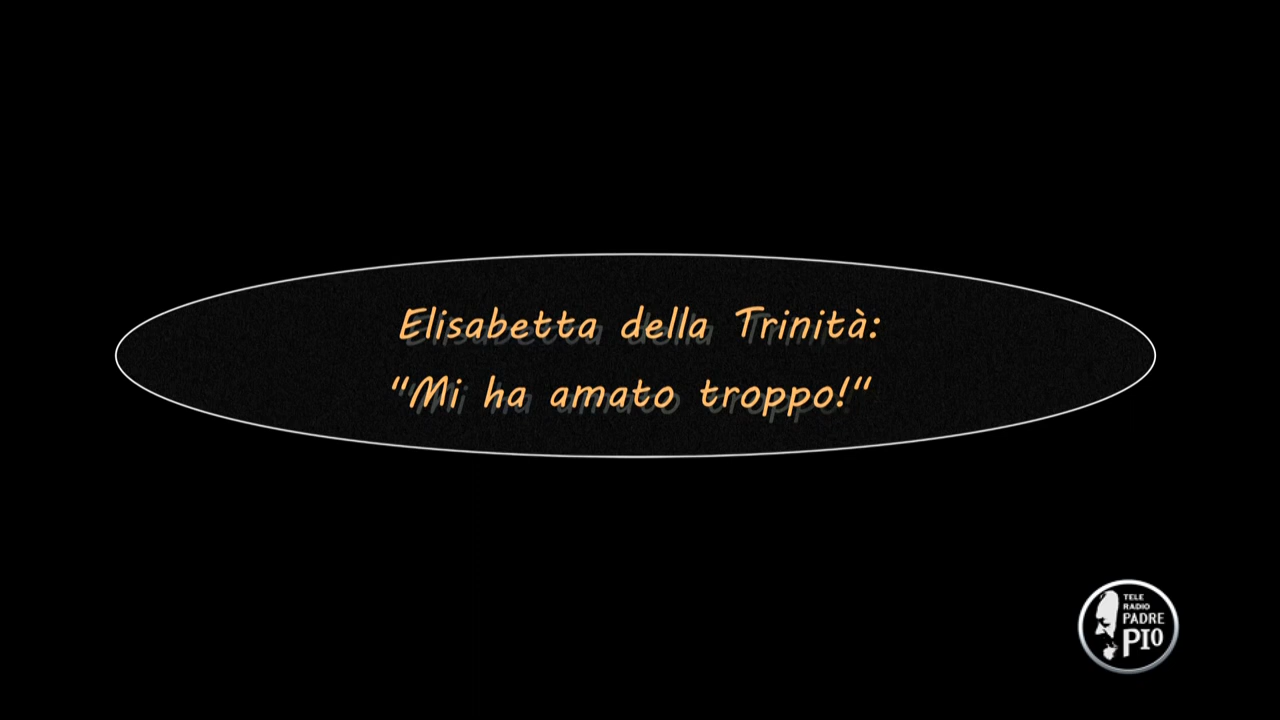 Elisabetta della Trinità:
“Mi ha amato troppo!“
TELE
RADIO
PADRE
PIO